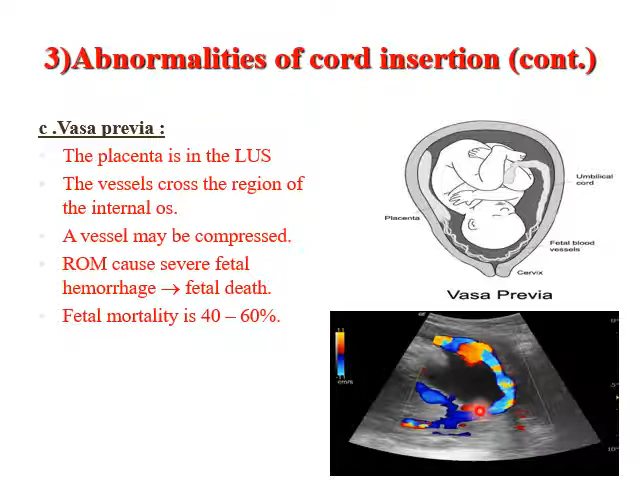 3)Abnormalities of cord insertion (cont.)
c .Vasa previa :
The placenta is in the LUS
The vessels cross the region of
the internal os.
A vessel may be compressed.
ROM cause severe fetal
hemorrhage → fetal death.
Fetal mortality is 40 – 60%.
Umbilical
cord
Placenta
Fetal blood
vessels
Cervix
Vasa Previa
cm/s